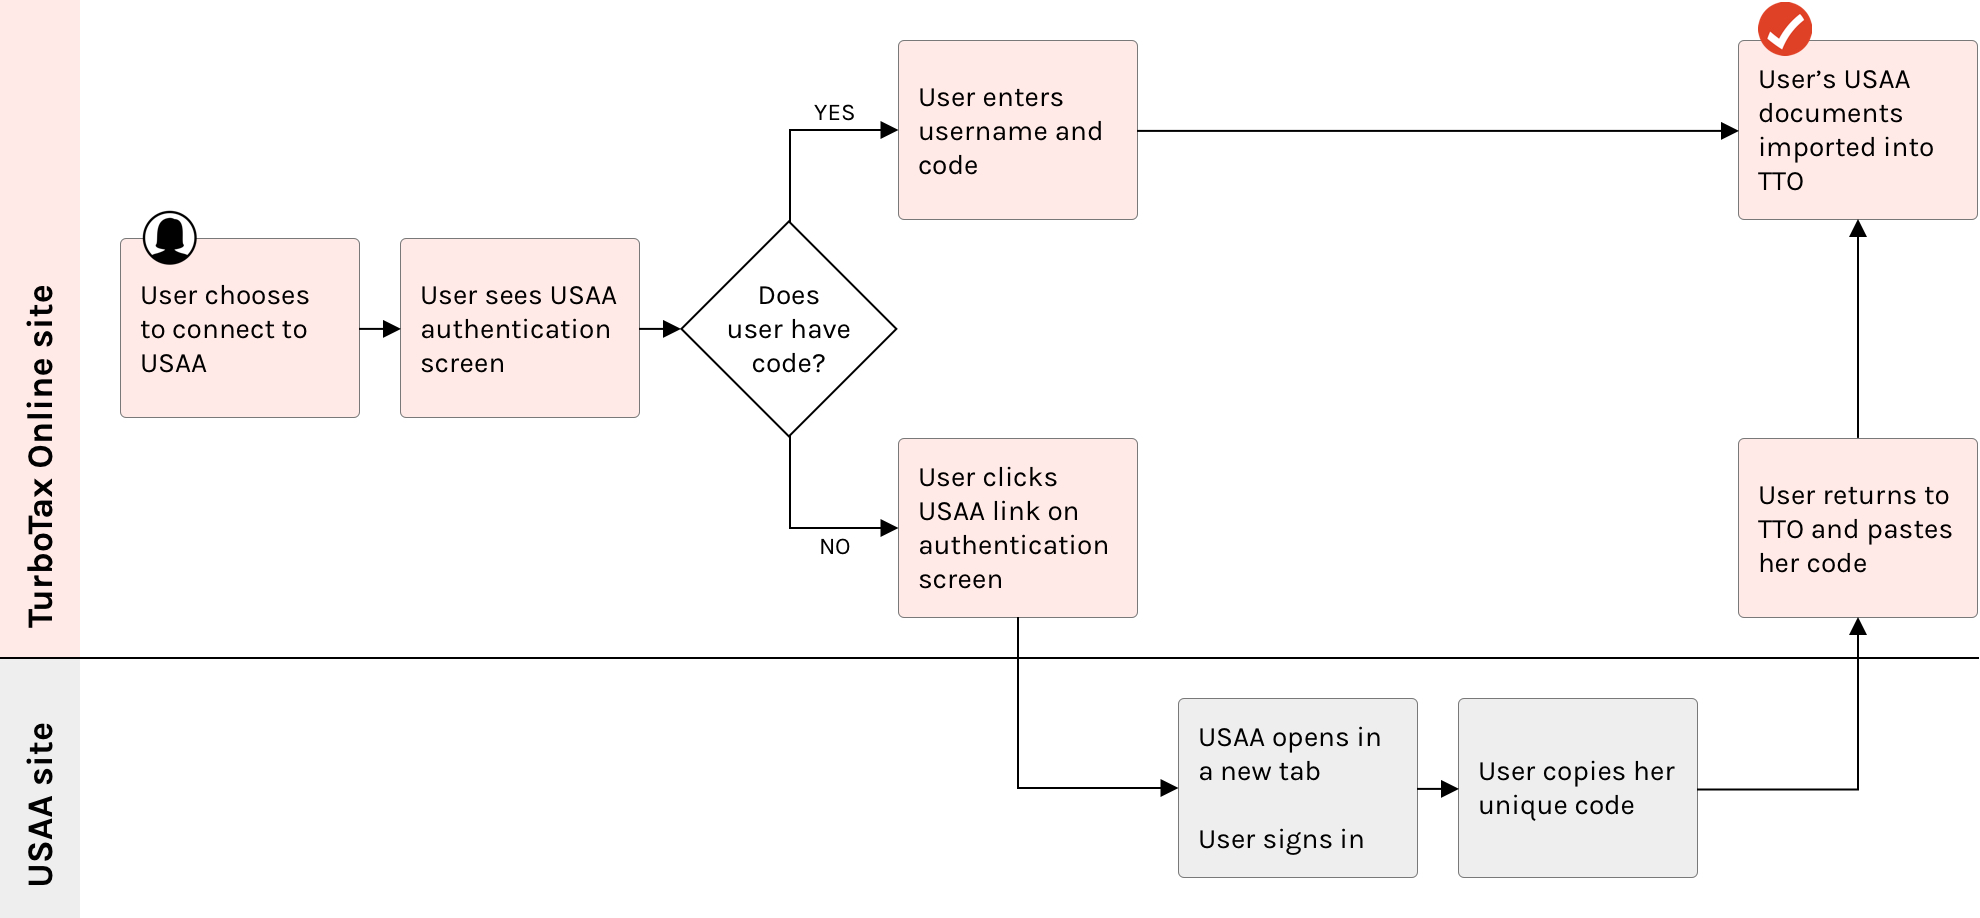 TurboTax Online site
User chooses
to connect to
USAA
User sees USAA
authentication
screen
Does
user have
code?
YES
User enters
username and
code
User’s USAA
documents
imported into
TTO
NO
User clicks
USAA link on
authentication
screen
User returns to
TTO and pastes
her code
USAA site
USAA opens in
a new tab
User signs in
User copies her
unique code